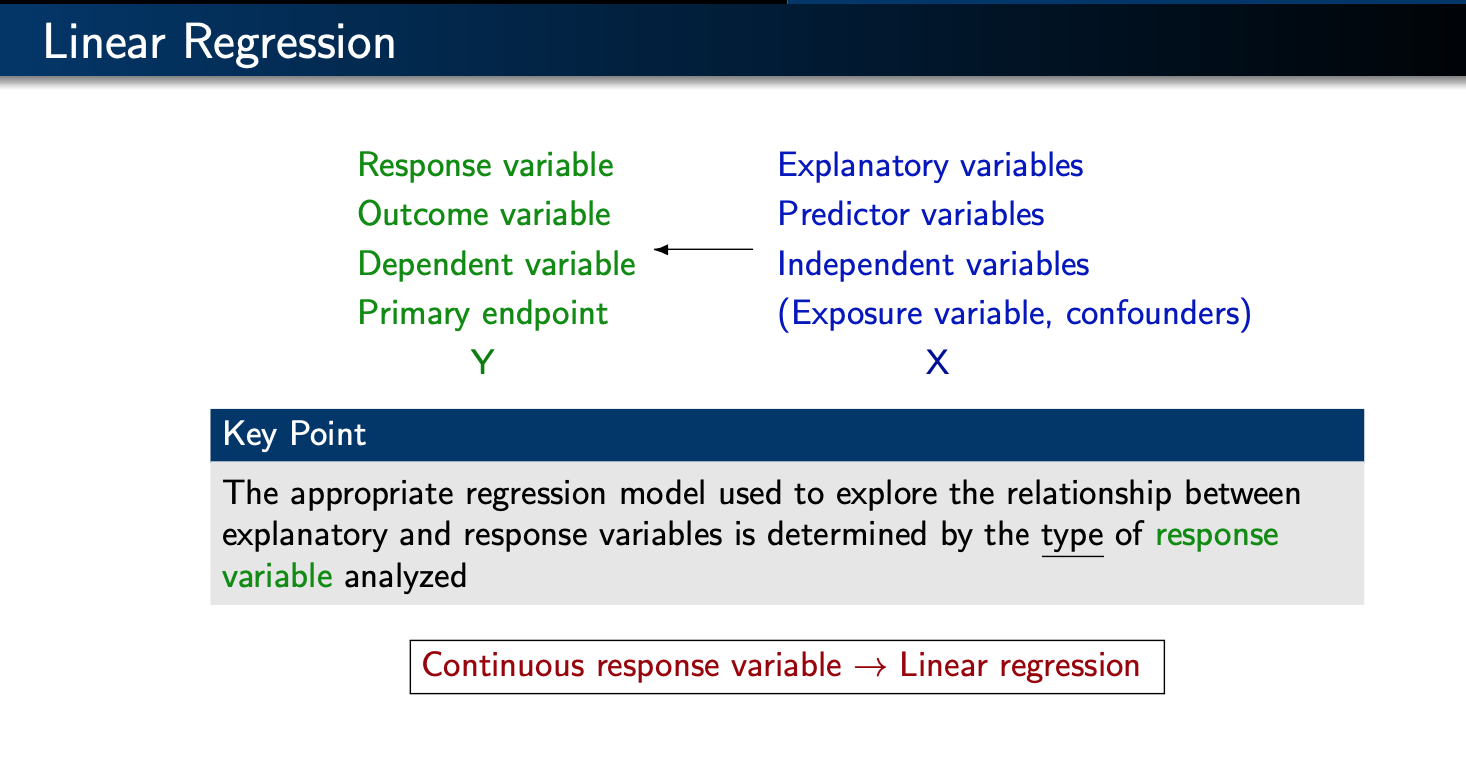 Linear Regression
Response variable
Outcome variable
Dependent variable
Primary endpoint
Y
Explanatory variables
Predictor variables
Independent variables
(Exposure variable, confounders)
X
Key Point
The appropriate regression model used to explore the relationship between
explanatory and response variables is determined by the type of response
variable analyzed
Continuous response variable → Linear regression